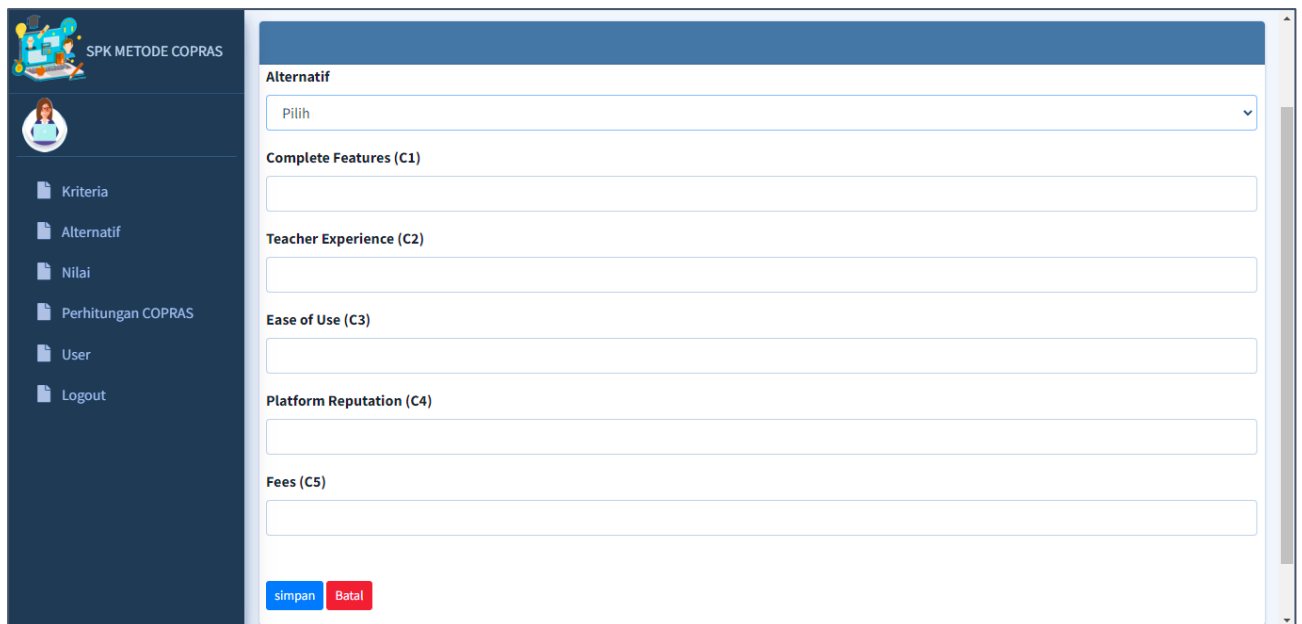 SPK METODE COPRAS
Kriteria
Alternatif
Nilai
Perhitungan COPRAS
User
Logout
Alternatif
Pilih
Complete Features (C1)
Teacher Experience (C2)
Ease of Use (C3)
Platform Reputation (C4)
Fees (C5)
simpan Batal